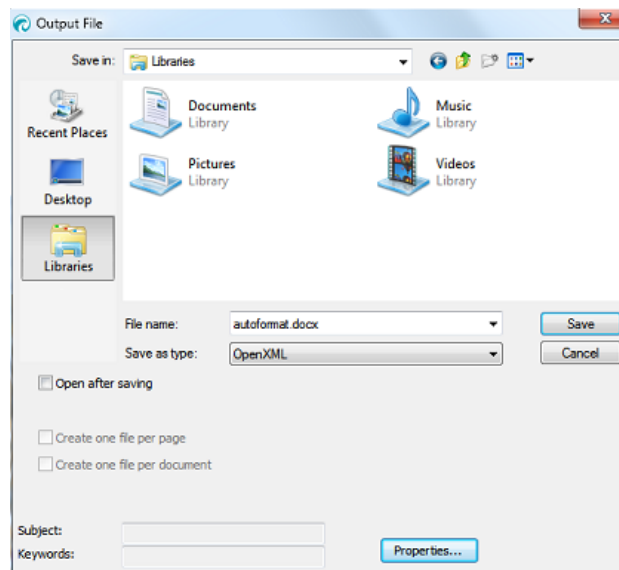 Output File
Save in:
Libraries
Recent Places
Desktop
Libraries
Documents
Library
Music
Library
Pictures
Library
Videos
Library
File name:
autoformat.docx
Save
Save as type:
OpenXML
Cancel
Open after saving
Create one file per page
Create one file per document
Subject:
Keywords:
Properties...